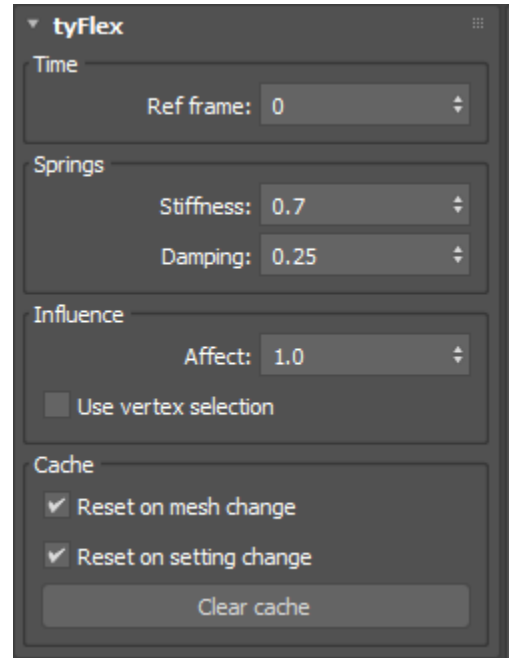 tyFlex
Time
Ref frame: 0
Springs
Stiffness: 0.7
Damping: 0.25
Influence
Affect: 1.0
Use vertex selection
Cache
Reset on mesh change
Reset on setting change
Clear cache